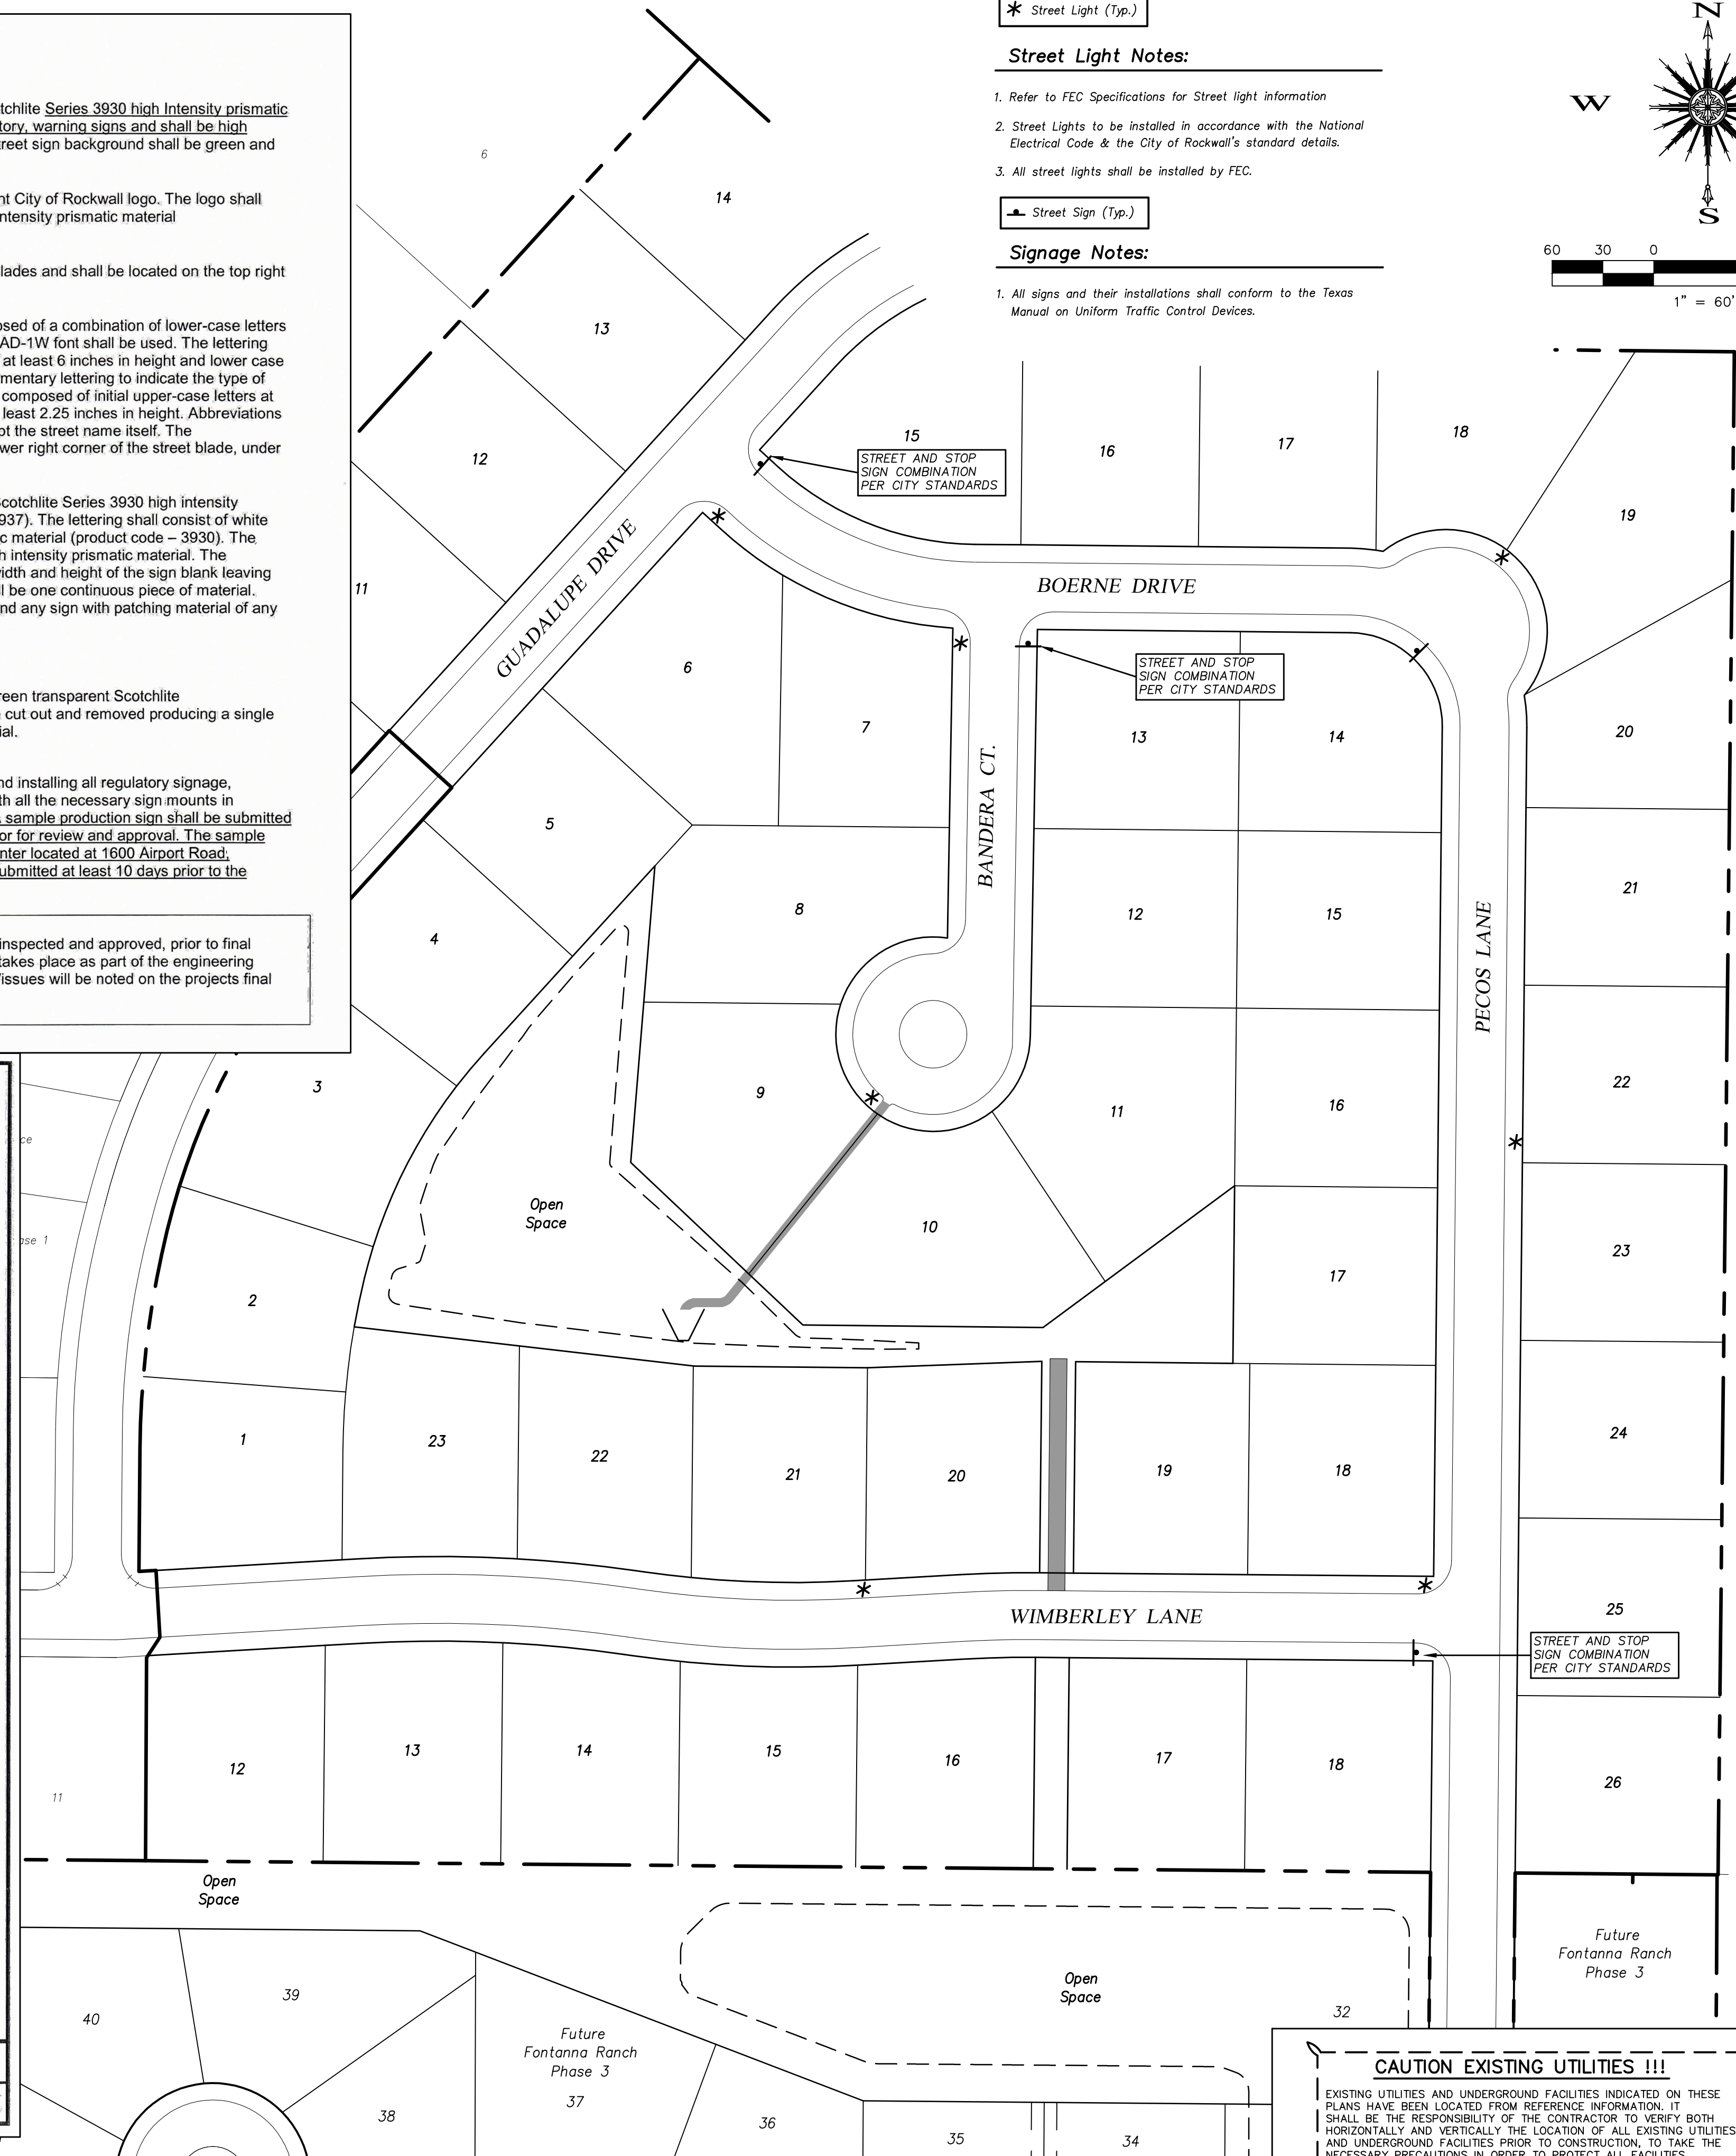 tchlite Series 3930 high Intensity prismatic
tory, warning signs and shall be high
treet sign background shall be green and
nt City of Rockwall logo. The logo shall
ntensity prismatic material
lades and shall be located on the top right
osed of a combination of lower-case letters
AD-1W font shall be used. The lettering
at least 6 inches in height and lower case
mentary lettering to indicate the type of
composed of initial upper-case letters at
least 2.25 inches in height. Abbreviations
pt the street name itself. The
wer right corner of the street blade, under
Scotchlite Series 3930 high intensity
937). The lettering shall consist of white
c material (product code – 3930). The
h intensity prismatic material. The
vidth and height of the sign blank leaving
ll be one continuous piece of material.
nd any sign with patching material of any
reen transparent Scotchlite
cut out and removed producing a single
ial.
nd installing all regulatory signage,
th all the necessary sign mounts in
sample production sign shall be submitted
or for review and approval. The sample
nter located at 1600 Airport Road,
ubmitted at least 10 days prior to the
inspected and approved, prior to final
takes place as part of the engineering
/issues will be noted on the projects final
Street Light (Typ.)
Street Light Notes:
1. Refer to FEC Specifications for Street light information
2. Street Lights to be installed in accordance with the National
Electrical Code & the City of Rockwall's standard details.
3. All street lights shall be installed by FEC.
Street Sign (Typ.)
Signage Notes:
1. All signs and their installations shall conform to the Texas
Manual on Uniform Traffic Control Devices.
N
W
S
60 30 0
1" = 60'
6
14
13
12
11
15
16
17
18
19
STREET AND STOP
SIGN COMBINATION
PER CITY STANDARDS
GUADALUPE DRIVE
BOERNE DRIVE
STREET AND STOP
SIGN COMBINATION
PER CITY STANDARDS
6
7
13
14
20
BANDERA CT.
5
8
12
15
21
4
PECOS LANE
3
9
11
16
22
ce
ase 1
Open
Space
10
17
23
2
1
23
22
21
20
19
18
24
WIMBERLEY LANE
25
STREET AND STOP
SIGN COMBINATION
PER CITY STANDARDS
11
12
13
14
15
16
17
18
26
Open
Space
Future
Fontanna Ranch
Phase 3
40
39
Open
Space
32
Future
Fontanna Ranch
Phase 3
38
37
36
35
34
CAUTION EXISTING UTILITIES !!!
EXISTING UTILITIES AND UNDERGROUND FACILITIES INDICATED ON THESE
PLANS HAVE BEEN LOCATED FROM REFERENCE INFORMATION. IT
SHALL BE THE RESPONSIBILITY OF THE CONTRACTOR TO VERIFY BOTH
HORIZONTALLY AND VERTICALLY THE LOCATION OF ALL EXISTING UTILITIES
AND UNDERGROUND FACILITIES PRIOR TO CONSTRUCTION, TO TAKE THE
NECESSARY PRECAUTIONS IN ORDER TO PROTECT ALL FACILITIES